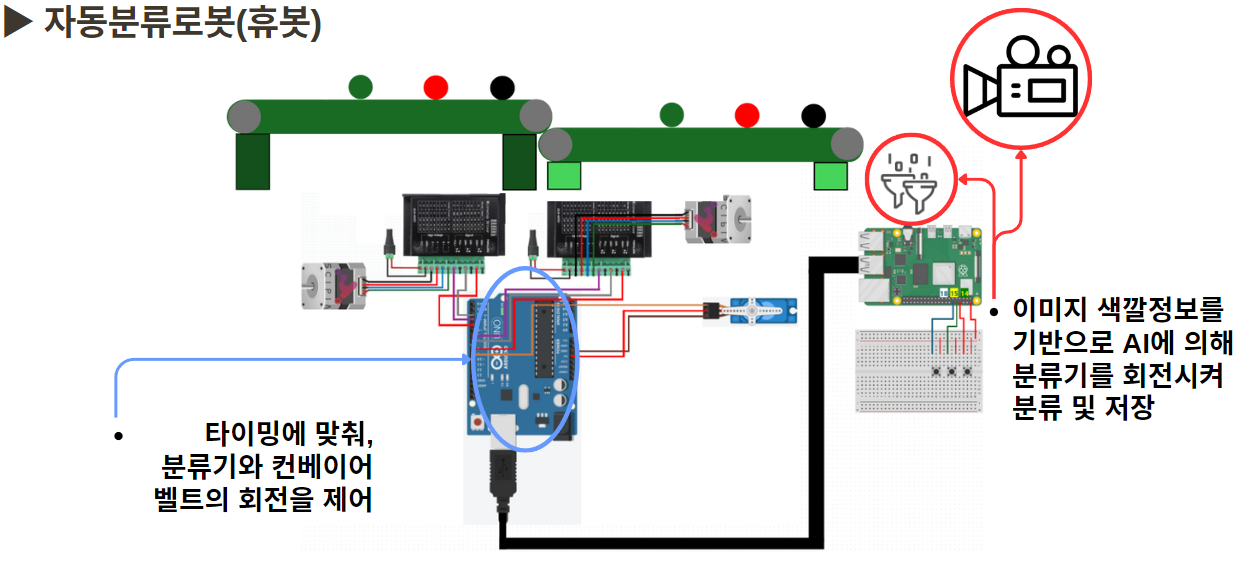 ▶ 자동분류로봇(휴봇)
• 이미지 색깔정보를
기반으로 AI에 의해
분류기를 회전시켜
분류 및 저장
• 타이밍에 맞춰,
분류기와 컨베이어
벨트의 회전을 제어